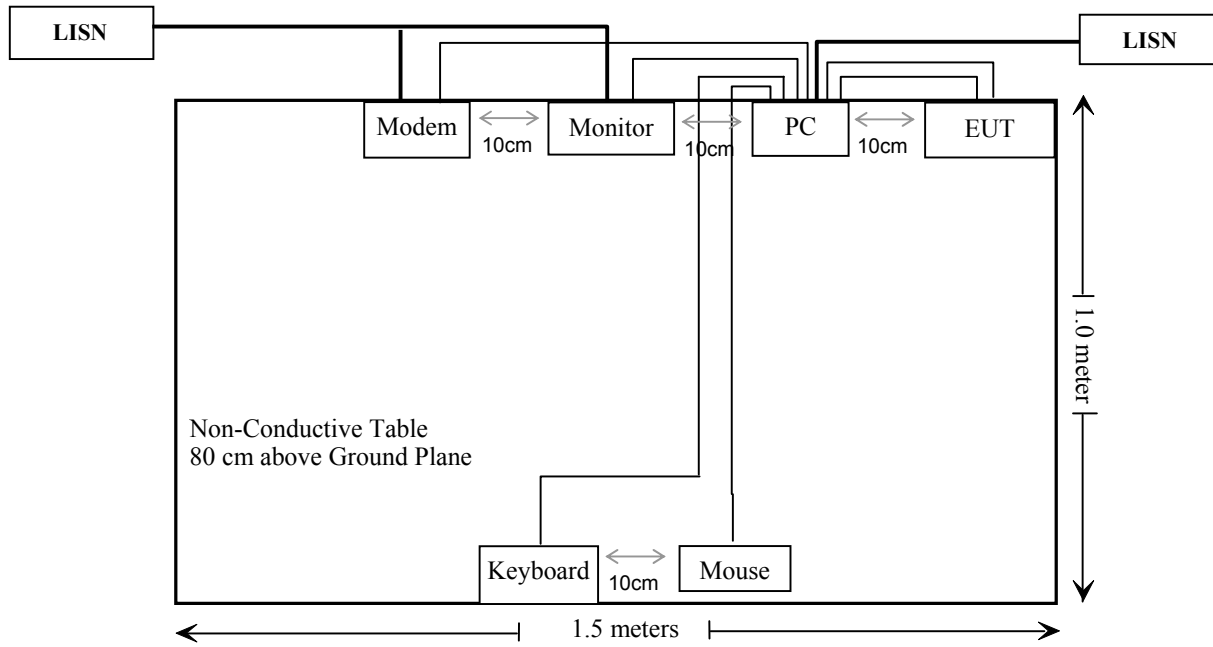 LISN
LISN
Modem
Monitor
PC
EUT
10cm
10cm
10cm
1.0 meter
Non-Conductive Table
80 cm above Ground Plane
Keyboard
Mouse
10cm
1.5 meters